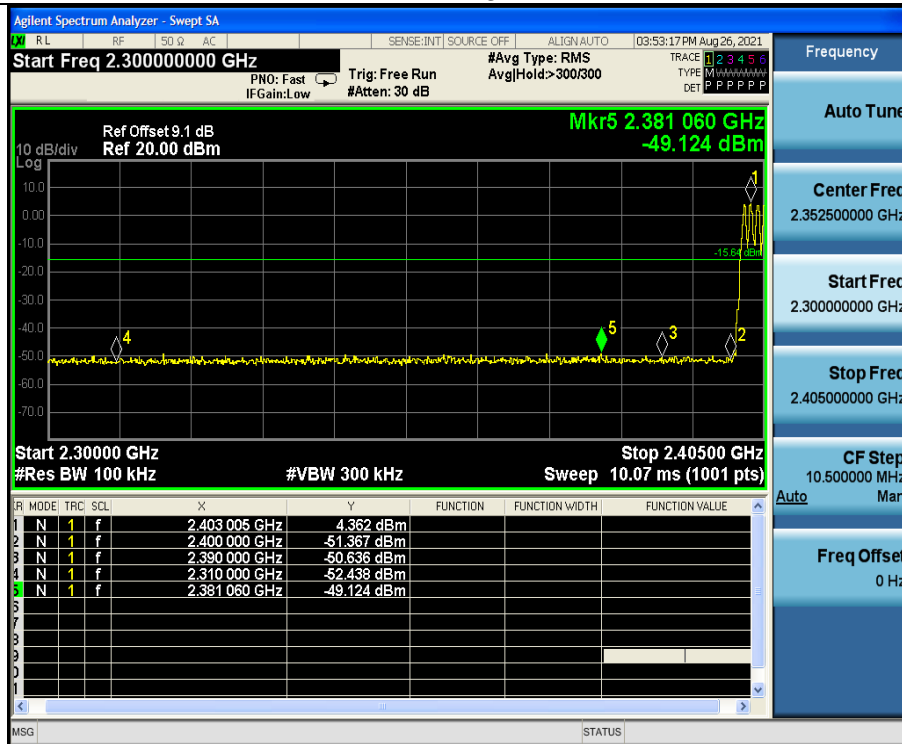 Agilent Spectrum Analyzer - Swept SA
LXI RL RF 50 Ω AC SENSE:INT SOURCE OFF ALIGN AUTO 03:53:17 PM Aug 26, 2021
Start Freq 2.300000000 GHz
#Avg Type: RMS
TRACE 1 2 3 4 5 6
PNO: Fast Trig: Free Run Avg|Hold:>300/300
TYPE M
IFGain:Low #Atten: 30 dB
DET P P P P P P
Mkr5 2.381 060 GHz
-49.124 dBm
Ref Offset 9.1 dB
10 dB/div Ref 20.00 dBm
Log
10.0
0.00
-10.0
-20.0
-30.0
-40.0
-50.0
-60.0
-70.0
1
-15.64 dBm
4
5
3
2
Start 2.30000 GHz Stop 2.40500 GHz
#Res BW 100 kHz #VBW 300 kHz Sweep 10.07 ms (1001 pts)
MODE TRC SCL X Y FUNCTION FUNCTION WIDTH FUNCTION VALUE
1 N 1 f 2.403 005 GHz 4.362 dBm
2 N 1 f 2.400 000 GHz -51.367 dBm
3 N 1 f 2.390 000 GHz -50.636 dBm
4 N 1 f 2.310 000 GHz -52.438 dBm
5 N 1 f 2.381 060 GHz -49.124 dBm
6
7
8
9
0
1
MSG STATUS
Frequency
Auto Tune
Center Freq
2.352500000 GHz
Start Freq
2.300000000 GHz
Stop Freq
2.405000000 GHz
CF Step
10.500000 MHz
Auto Man
Freq Offset
0 Hz